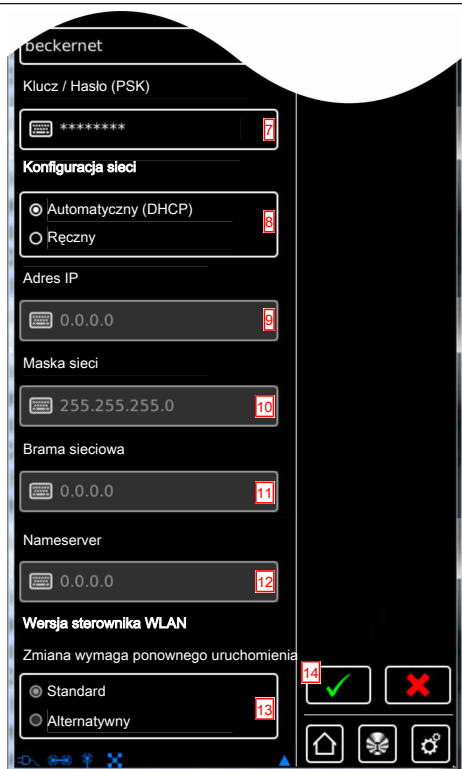 beckernet
Klucz / Hasło (PSK)
******** 7
Konfiguracja sieci
Automatyczny (DHCP)
8
Ręczny
Adres IP
0.0.0.0 9
Maska sieci
255.255.255.0 10
Brama sieciowa
0.0.0.0 11
Nameserver
0.0.0.0 12
Wersja sterownika WLAN
Zmiana wymaga ponownego uruchomienia
14
Standard
13
Alternatywny